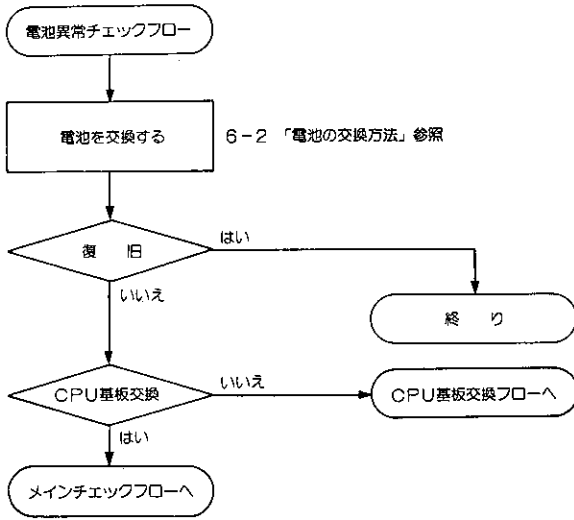 電池異常チェックフロー
電池を交換する
6-2 「電池の交換方法」参照
復 旧
はい
いいえ
終 り
CPU基板交換
いいえ
CPU基板交換フローへ
はい
メインチェックフローへ